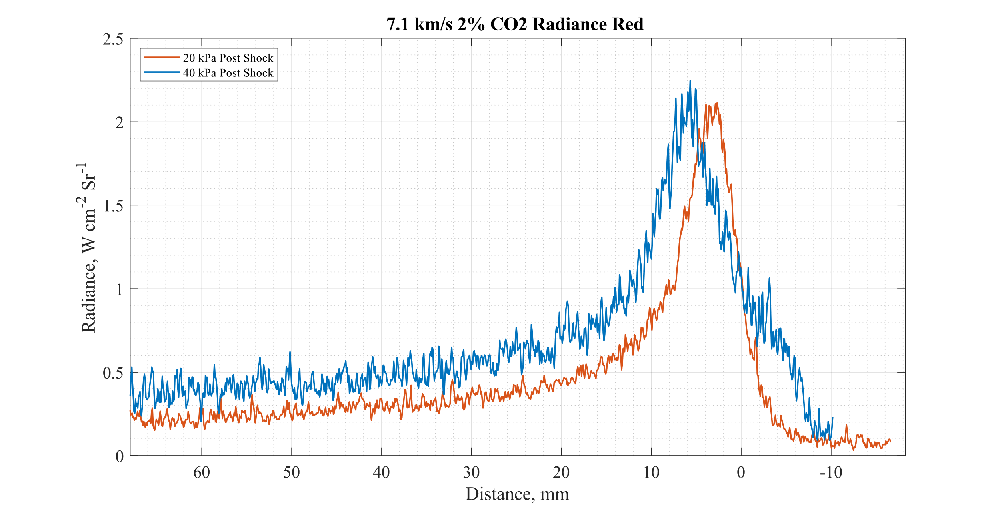 7.1 km/s 2% CO2 Radiance Red
20 kPa Post Shock
40 kPa Post Shock
Radiance, W cm-2 Sr-1
2.5
2
1.5
1
0.5
0
60 50 40 30 20 10 0 -10
Distance, mm